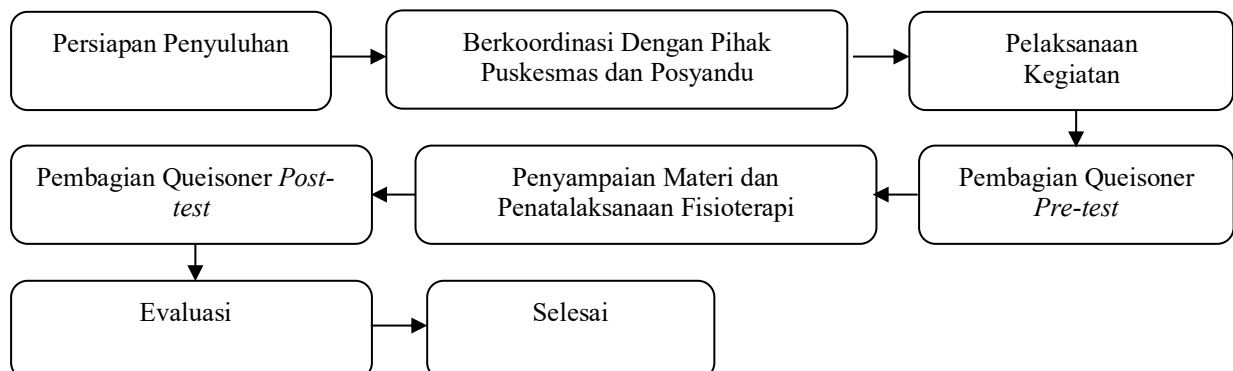 Persiapan Penyuluhan
Berkoordinasi Dengan Pihak
Puskesmas dan Posyandu
Pelaksanaan
Kegiatan
Pembagian Queisoner
Pre-test
Penyampaian Materi dan
Penatalaksanaan Fisioterapi
Pembagian Queisoner Post-
test
Evaluasi
Selesai